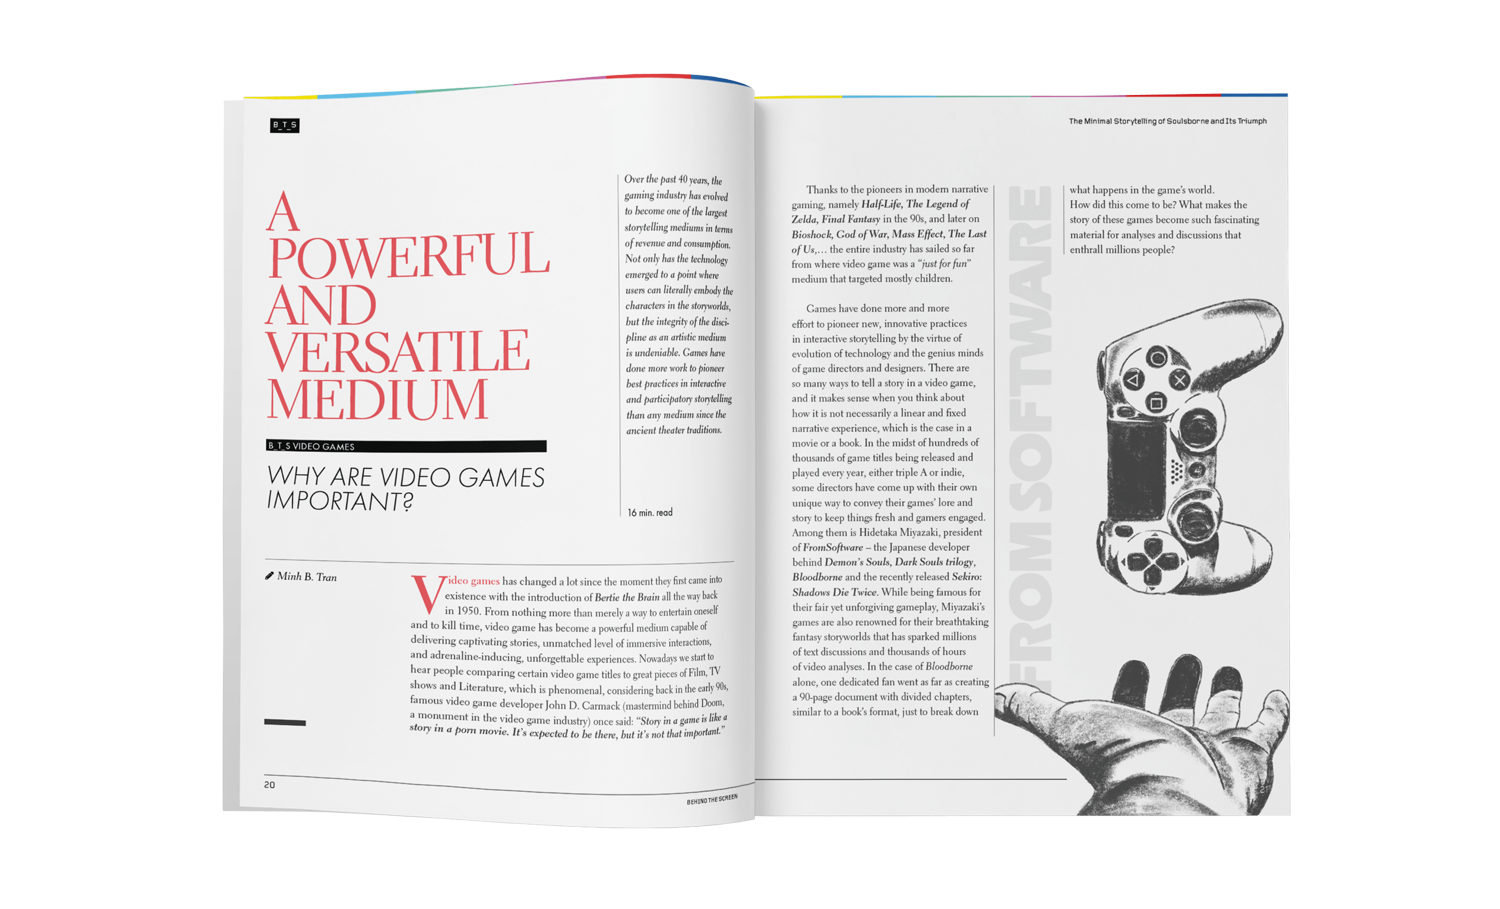 B T S
A
POWERFUL
AND
VERSATILE
MEDIUM
B_T_S VIDEO GAMES
WHY ARE VIDEO GAMES
IMPORTANT?
Over the past 40 years, the
gaming industry has evolved
to become one of the largest
storytelling mediums in terms
of revenue and consumption.
Not only has the technology
emerged to a point where
users can literally embody the
characters in the storyworlds,
but the integrity of the disci-
pline as an artistic medium
is undeniable. Games have
done more work to pioneer
best practices in interactive
and participatory storytelling
than any medium since the
ancient theater traditions.
16 min. read
Minh B. Tran
Video games has changed a lot since the moment they first came into
existence with the introduction of Bertie the Brain all the way back
in 1950. From nothing more than merely a way to entertain oneself
and to kill time, video game has become a powerful medium capable of
delivering captivating stories, unmatched level of immersive interactions,
and adrenaline-inducing, unforgettable experiences. Nowadays we start to
hear people comparing certain video game titles to great pieces of Film, TV
shows and Literature, which is phenomenal, considering back in the early 90s,
famous video game developer John D. Carmack (mastermind behind Doom,
a monument in the video game industry) once said: “Story in a game is like a
story in a porn movie. It’s expected to be there, but it’s not that important.”
20
BEHIND THE SCREEN
The Minimal Storytelling of Soulsborne and Its Triumph
Thanks to the pioneers in modern narrative
gaming, namely Half-Life, The Legend of
Zelda, Final Fantasy in the 90s, and later on
Bioshock, God of War, Mass Effect, The Last
of Us,… the entire industry has sailed so far
from where video game was a “just for fun”
medium that targeted mostly children.
Games have done more and more
effort to pioneer new, innovative practices
in interactive storytelling by the virtue of
evolution of technology and the genius minds
of game directors and designers. There are
so many ways to tell a story in a video game,
and it makes sense when you think about
how it is not necessarily a linear and fixed
narrative experience, which is the case in a
movie or a book. In the midst of hundreds of
thousands of game titles being released and
played every year, either triple A or indie,
some directors have come up with their own
unique way to convey their games’ lore and
story to keep things fresh and gamers engaged.
Among them is Hidetaka Miyazaki, president
of FromSoftware – the Japanese developer
behind Demon’s Souls, Dark Souls trilogy,
Bloodborne and the recently released Sekiro:
Shadows Die Twice. While being famous for
their fair yet unforgiving gameplay, Miyazaki’s
games are also renowned for their breathtaking
fantasy storyworlds that has sparked millions
of text discussions and thousands of hours
of video analyses. In the case of Bloodborne
alone, one dedicated fan went as far as creating
a 90-page document with divided chapters,
similar to a book’s format, just to break down
FROM SOFTWARE
what happens in the game’s world.
How did this come to be? What makes the
story of these games become such fascinating
material for analyses and discussions that
enthrall millions people?